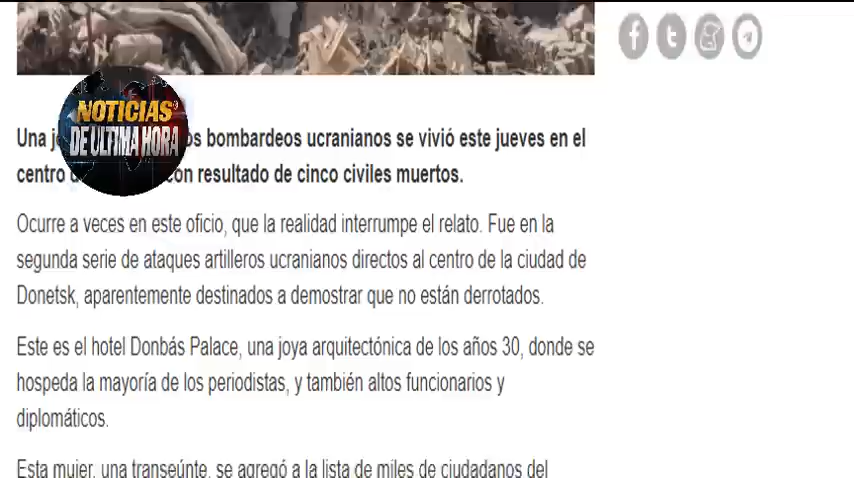 NOTICIAS
DE ULTIMA HORA
Una os bombardeos ucranianos se vivió este jueves en el
centro con resultado de cinco civiles muertos.
Ocurre a veces en este oficio, que la realidad interrumpe el relato. Fue en la
segunda serie de ataques artilleros ucranianos directos al centro de la ciudad de
Donetsk, aparentemente destinados a demostrar que no están derrotados.
Este es el hotel Donbás Palace, una joya arquitectónica de los años 30, donde se
hospeda la mayoría de los periodistas, y también altos funcionarios y
diplomáticos.
Esta mujer, una transeúnte, se agregó a la lista de miles de ciudadanos del